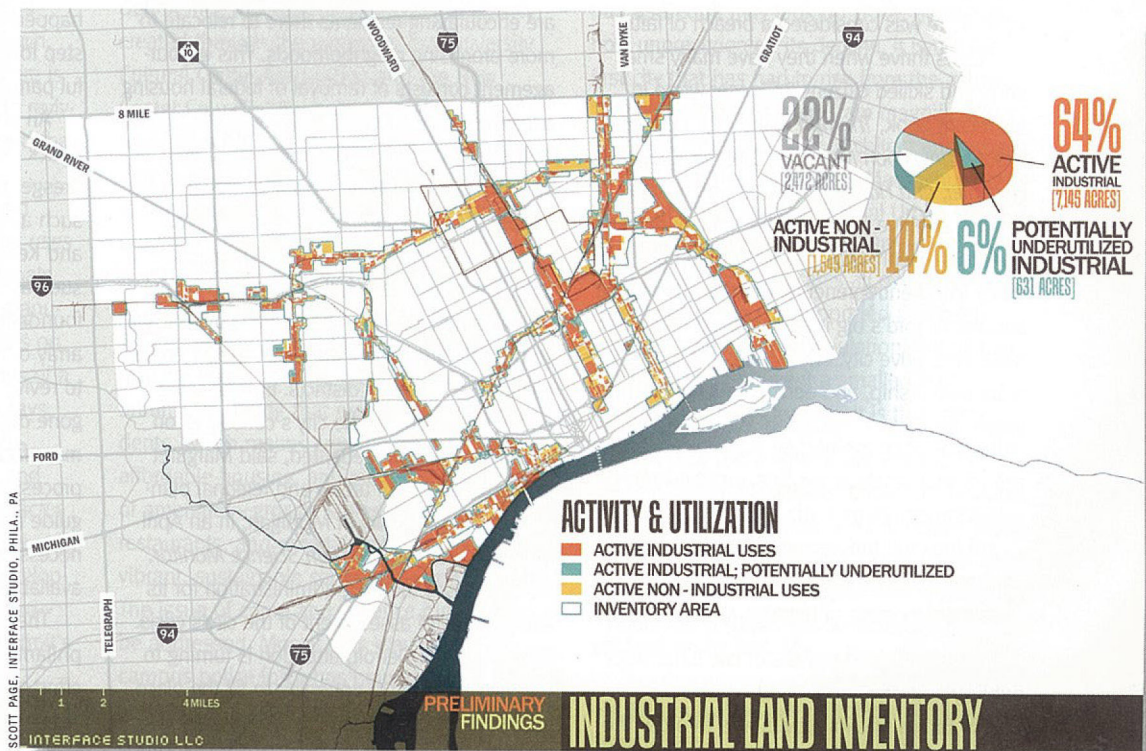 10
WOODWARD
75
VAN DYKE
GRATIOT
94
8 MILE
GRAND RIVER
22%
VACANT
[2,472 ACRES]
64%
ACTIVE
INDUSTRIAL
[7,145 ACRES]
ACTIVE NON-
INDUSTRIAL
[1,549 ACRES]
14%
6%
POTENTIALLY
UNDERUTILIZED
INDUSTRIAL
[631 ACRES]
96
FORD
MICHIGAN
TELEGRAPH
94
75
ACTIVITY & UTILIZATION
ACTIVE INDUSTRIAL USES
ACTIVE INDUSTRIAL; POTENTIALLY UNDERUTILIZED
ACTIVE NON - INDUSTRIAL USES
INVENTORY AREA
1 2 4 MILES
INTERFACE STUDIO LLC
PRELIMINARY
FINDINGS
INDUSTRIAL LAND INVENTORY
SCOTT PAGE, INTERFACE STUDIO, PHILA., PA